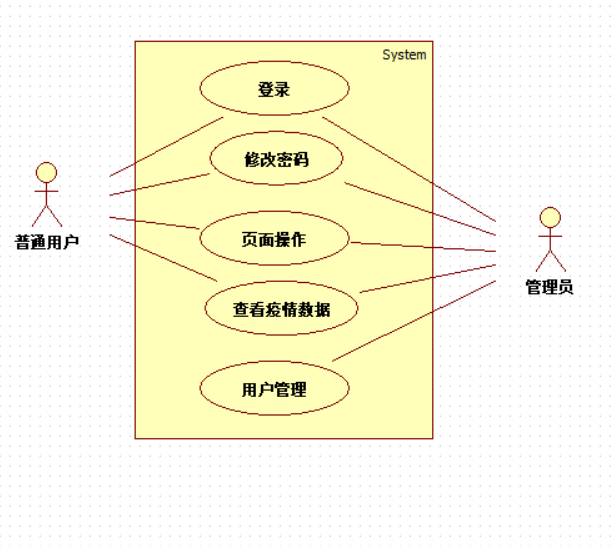 System
登录
修改密码
普通用户
页面操作
管理员
查看疫情数据
用户管理